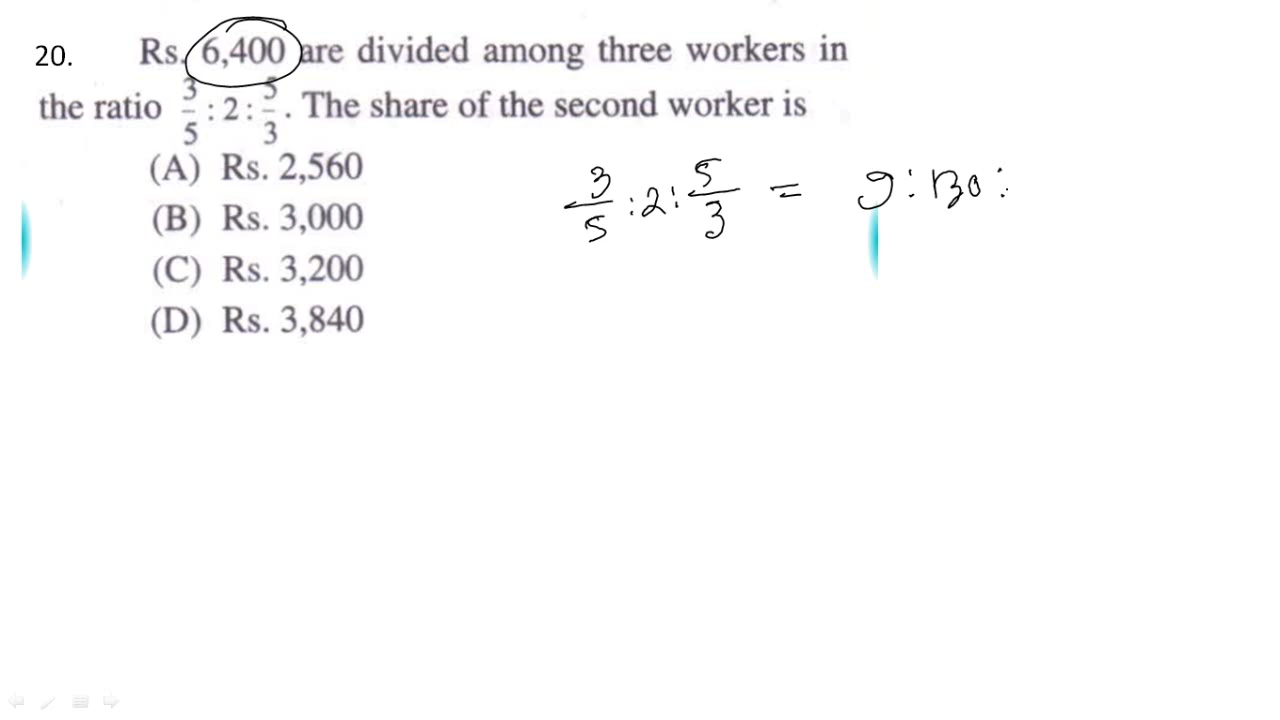 20. Rs. 6,400 are divided among three workers in
the ratio 3/5 : 2 : 5/3. The share of the second worker is
(A) Rs. 2,560
(B) Rs. 3,000
(C) Rs. 3,200
(D) Rs. 3,840
3/5 : 2 : 5/3 = 9 :